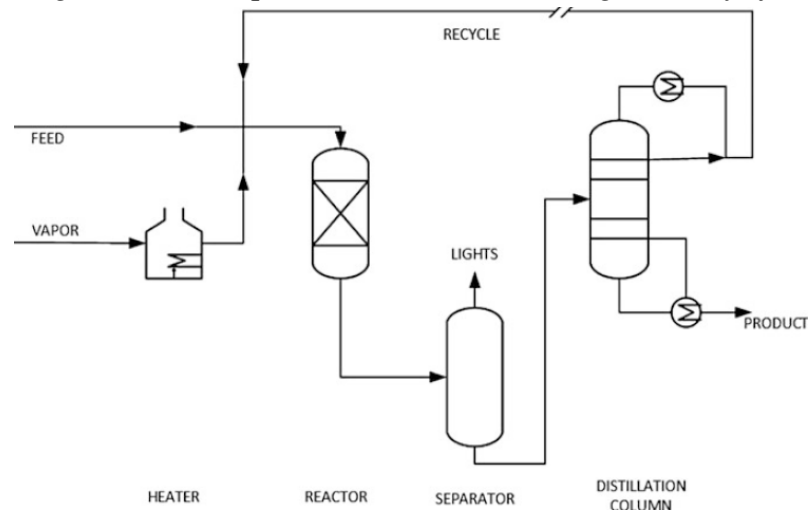 RECYCLE
FEED
VAPOR
LIGHTS
PRODUCT
HEATER
REACTOR
SEPARATOR
DISTILLATION
COLUMN